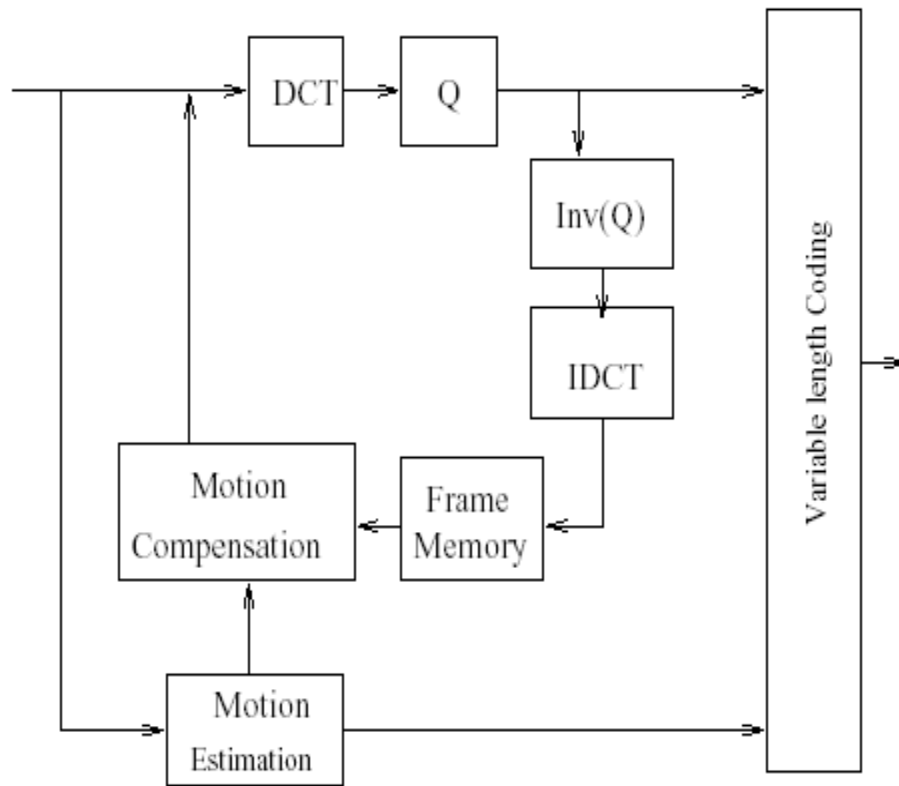 DCT
Q
Inv(Q)
IDCT
Motion
Compensation
Frame
Memory
Motion
Estimation
Variable length Coding